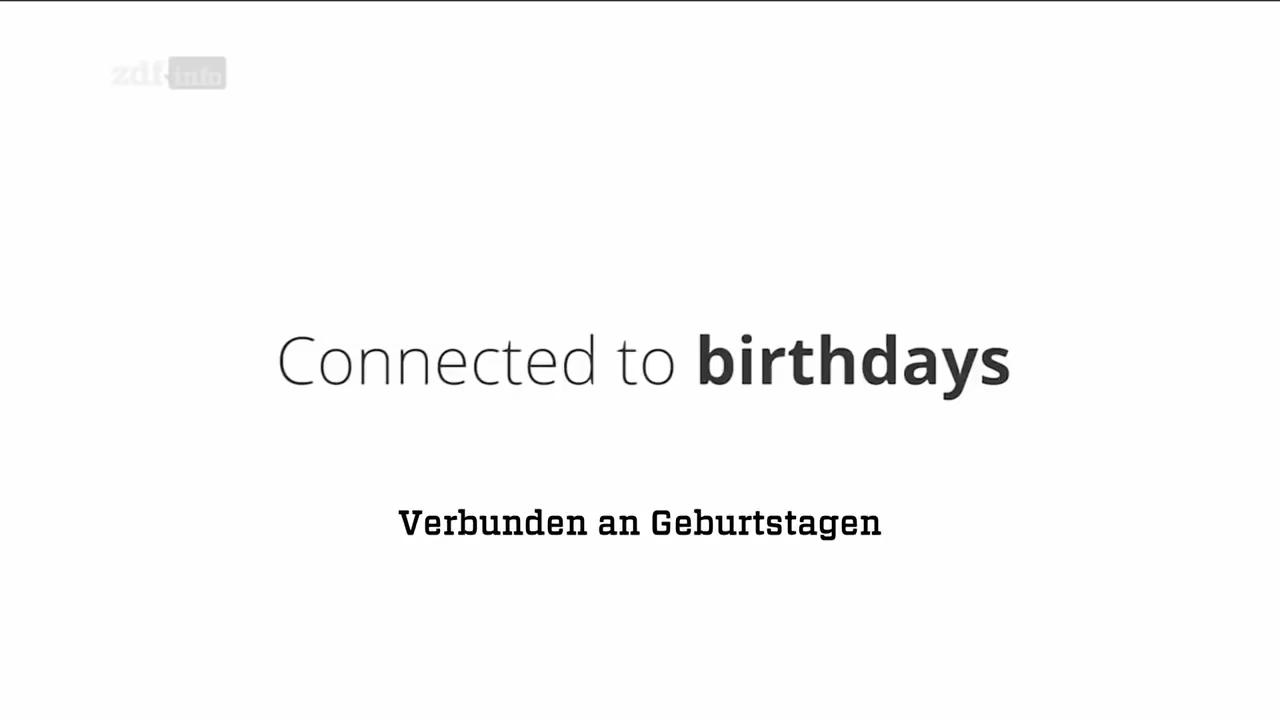 zdf info
Connected to birthdays
Verbunden an Geburtstagen